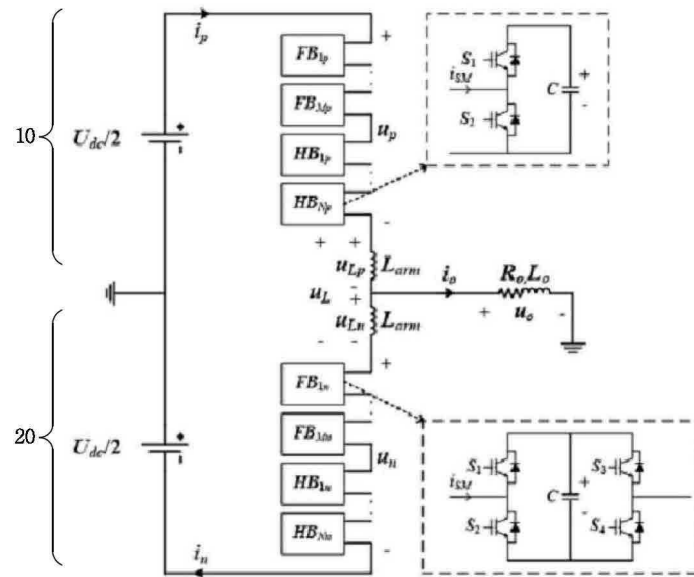 10
20
U_dc/2
U_dc/2
i_p
i_n
FB_1p
FB_Mp
HB_1p
HB_Np
u_p
+
-
u_Lp
L_arm
u_L
u_Ln
L_arm
i_o
R_o, L_o
+ u_o -
FB_1n
FB_Mn
HB_1n
HB_Nn
u_n
+
-
S_1
i_SM
S_2
C
+
-
S_1
S_3
i_SM
C
S_2
S_4
+
-